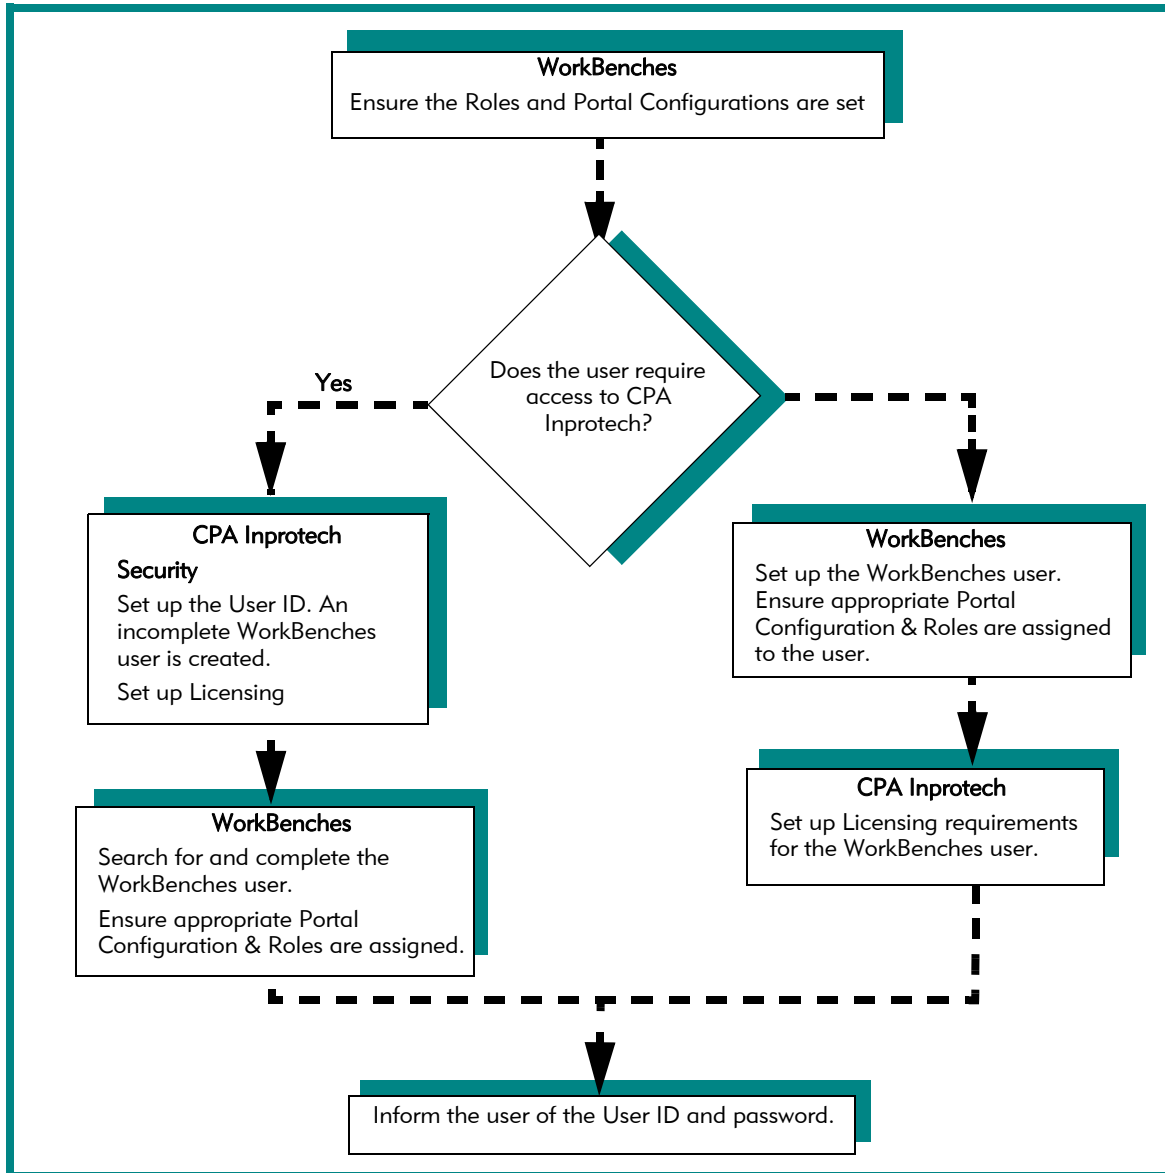 WorkBenches
Ensure the Roles and Portal Configurations are set
Does the user require
access to CPA
Inprotech?
Yes
CPA Inprotech
Security
Set up the User ID. An
incomplete WorkBenches
user is created.
Set up Licensing
WorkBenches
Search for and complete the
WorkBenches user.
Ensure appropriate Portal
Configuration & Roles are assigned.
WorkBenches
Set up the WorkBenches user.
Ensure appropriate Portal
Configuration & Roles are assigned
to the user.
CPA Inprotech
Set up Licensing requirements
for the WorkBenches user.
Inform the user of the User ID and password.